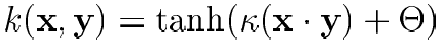 k(𝐱, 𝐲) = tanh(κ(𝐱 · 𝐲) + Θ)